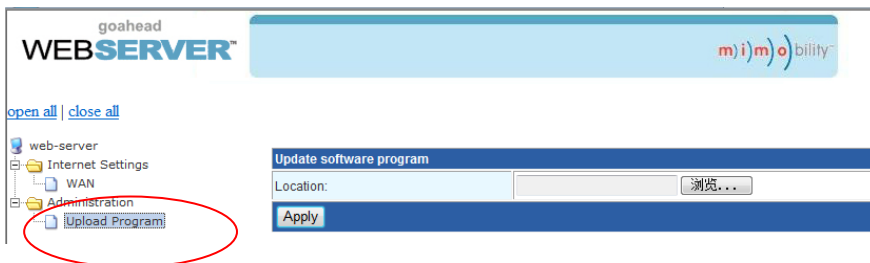 goahead
WEBSERVER™
m)i)m)o)bility™
open all | close all
web-server
Internet Settings
WAN
Administration
Upload Program
Update software program
Location:
浏览...
Apply